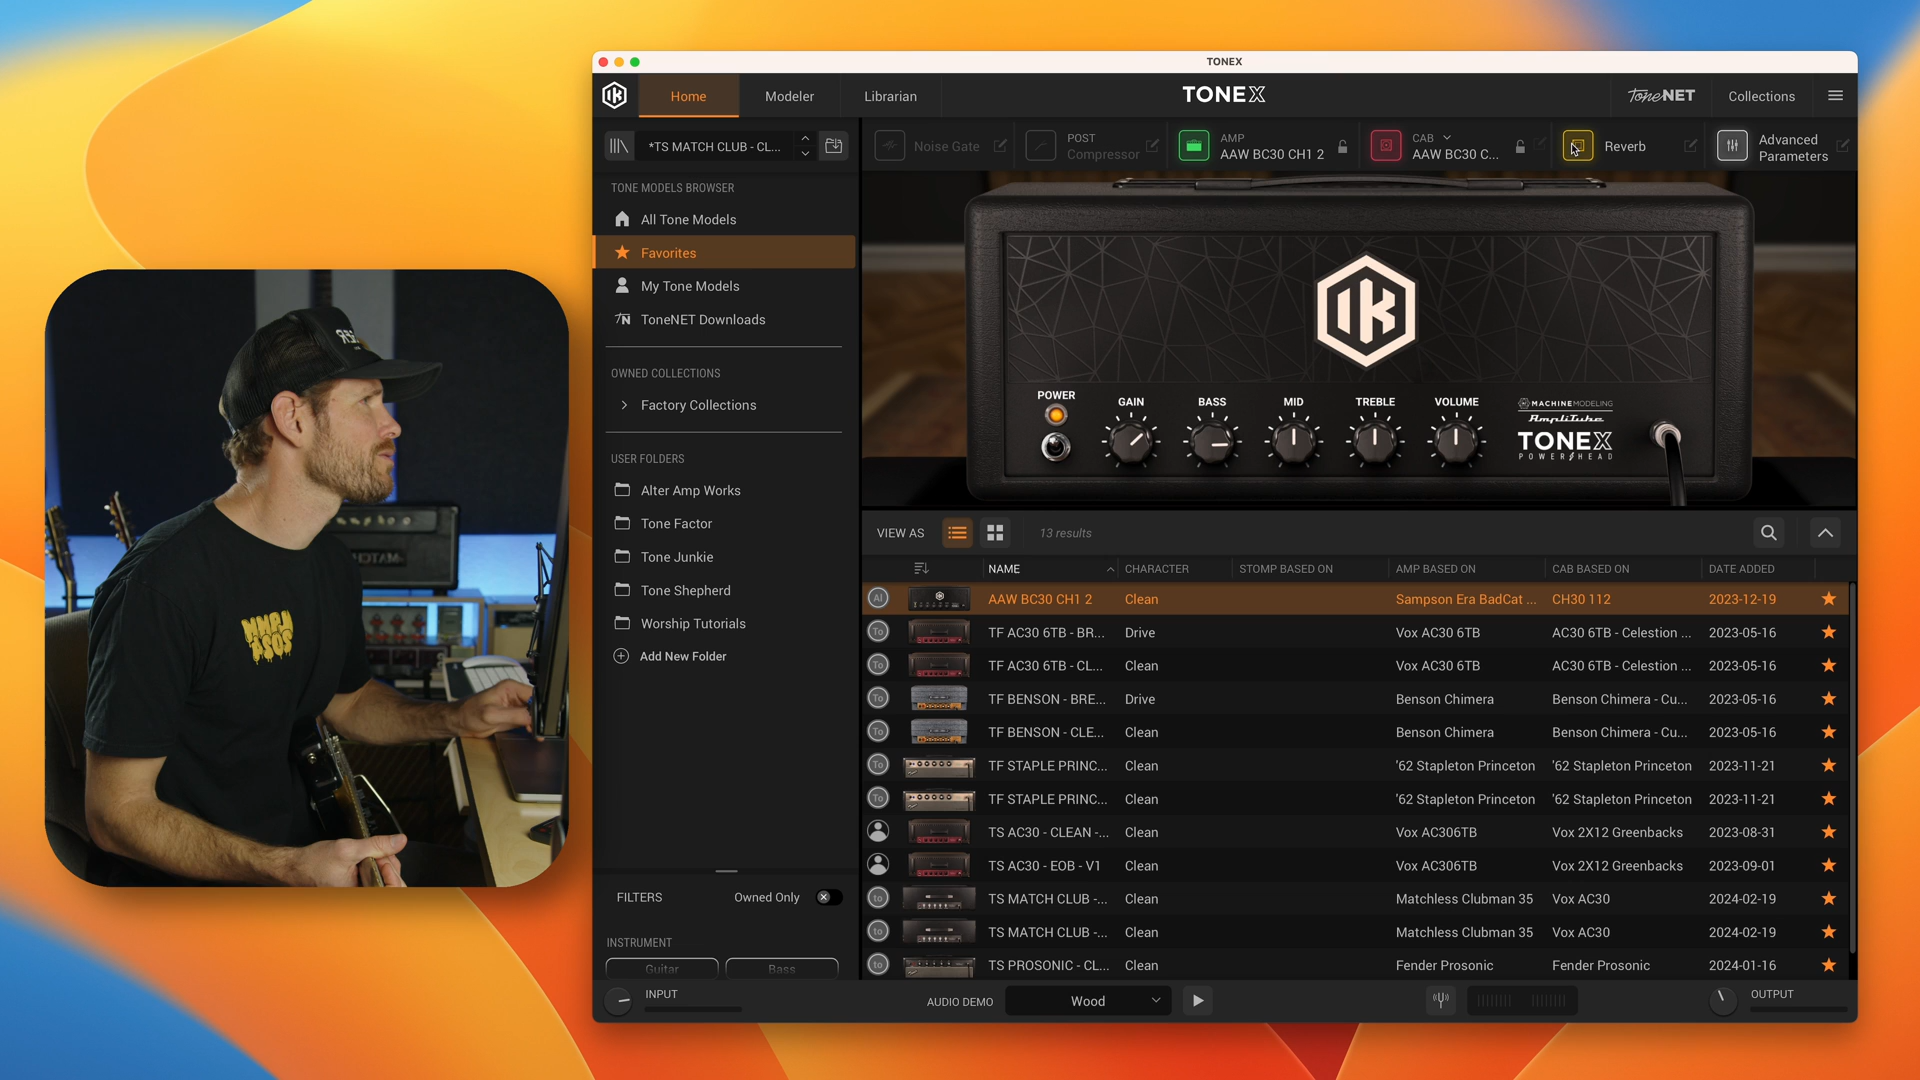 TONEX
Home
Modeler
Librarian
TONEX
ToneNET
Collections
*TS MATCH CLUB - CL...
Noise Gate
POST
Compressor
AMP
AAW BC30 CH1 2
CAB
AAW BC30 C...
Reverb
Advanced
Parameters
TONE MODELS BROWSER
All Tone Models
Favorites
My Tone Models
ToneNET Downloads
OWNED COLLECTIONS
Factory Collections
USER FOLDERS
Alter Amp Works
Tone Factor
Tone Junkie
Tone Shepherd
Worship Tutorials
Add New Folder
FILTERS
Owned Only
INSTRUMENT
Guitar
Bass
IK
POWER
GAIN
BASS
MID
TREBLE
VOLUME
MACHINEMODELING
AmpliTube
TONEX
POWERHEAD
VIEW AS
13 results
NAME
CHARACTER
STOMP BASED ON
AMP BASED ON
CAB BASED ON
DATE ADDED
AI AAW BC30 CH1 2 Clean Sampson Era BadCat ... CH30 112 2023-12-19
To TF AC30 6TB - BR... Drive Vox AC30 6TB AC30 6TB - Celestion ... 2023-05-16
To TF AC30 6TB - CL... Clean Vox AC30 6TB AC30 6TB - Celestion ... 2023-05-16
To TF BENSON - BRE... Drive Benson Chimera Benson Chimera - Cu... 2023-05-16
To TF BENSON - CLE... Clean Benson Chimera Benson Chimera - Cu... 2023-05-16
To TF STAPLE PRINC... Clean '62 Stapleton Princeton '62 Stapleton Princeton 2023-11-21
To TF STAPLE PRINC... Clean '62 Stapleton Princeton '62 Stapleton Princeton 2023-11-21
TS AC30 - CLEAN -... Clean Vox AC306TB Vox 2X12 Greenbacks 2023-08-31
TS AC30 - EOB - V1 Clean Vox AC306TB Vox 2X12 Greenbacks 2023-09-01
to TS MATCH CLUB -... Clean Matchless Clubman 35 Vox AC30 2024-02-19
to TS MATCH CLUB -... Clean Matchless Clubman 35 Vox AC30 2024-02-19
to TS PROSONIC - CL... Clean Fender Prosonic Fender Prosonic 2024-01-16
INPUT
AUDIO DEMO
Wood
OUTPUT